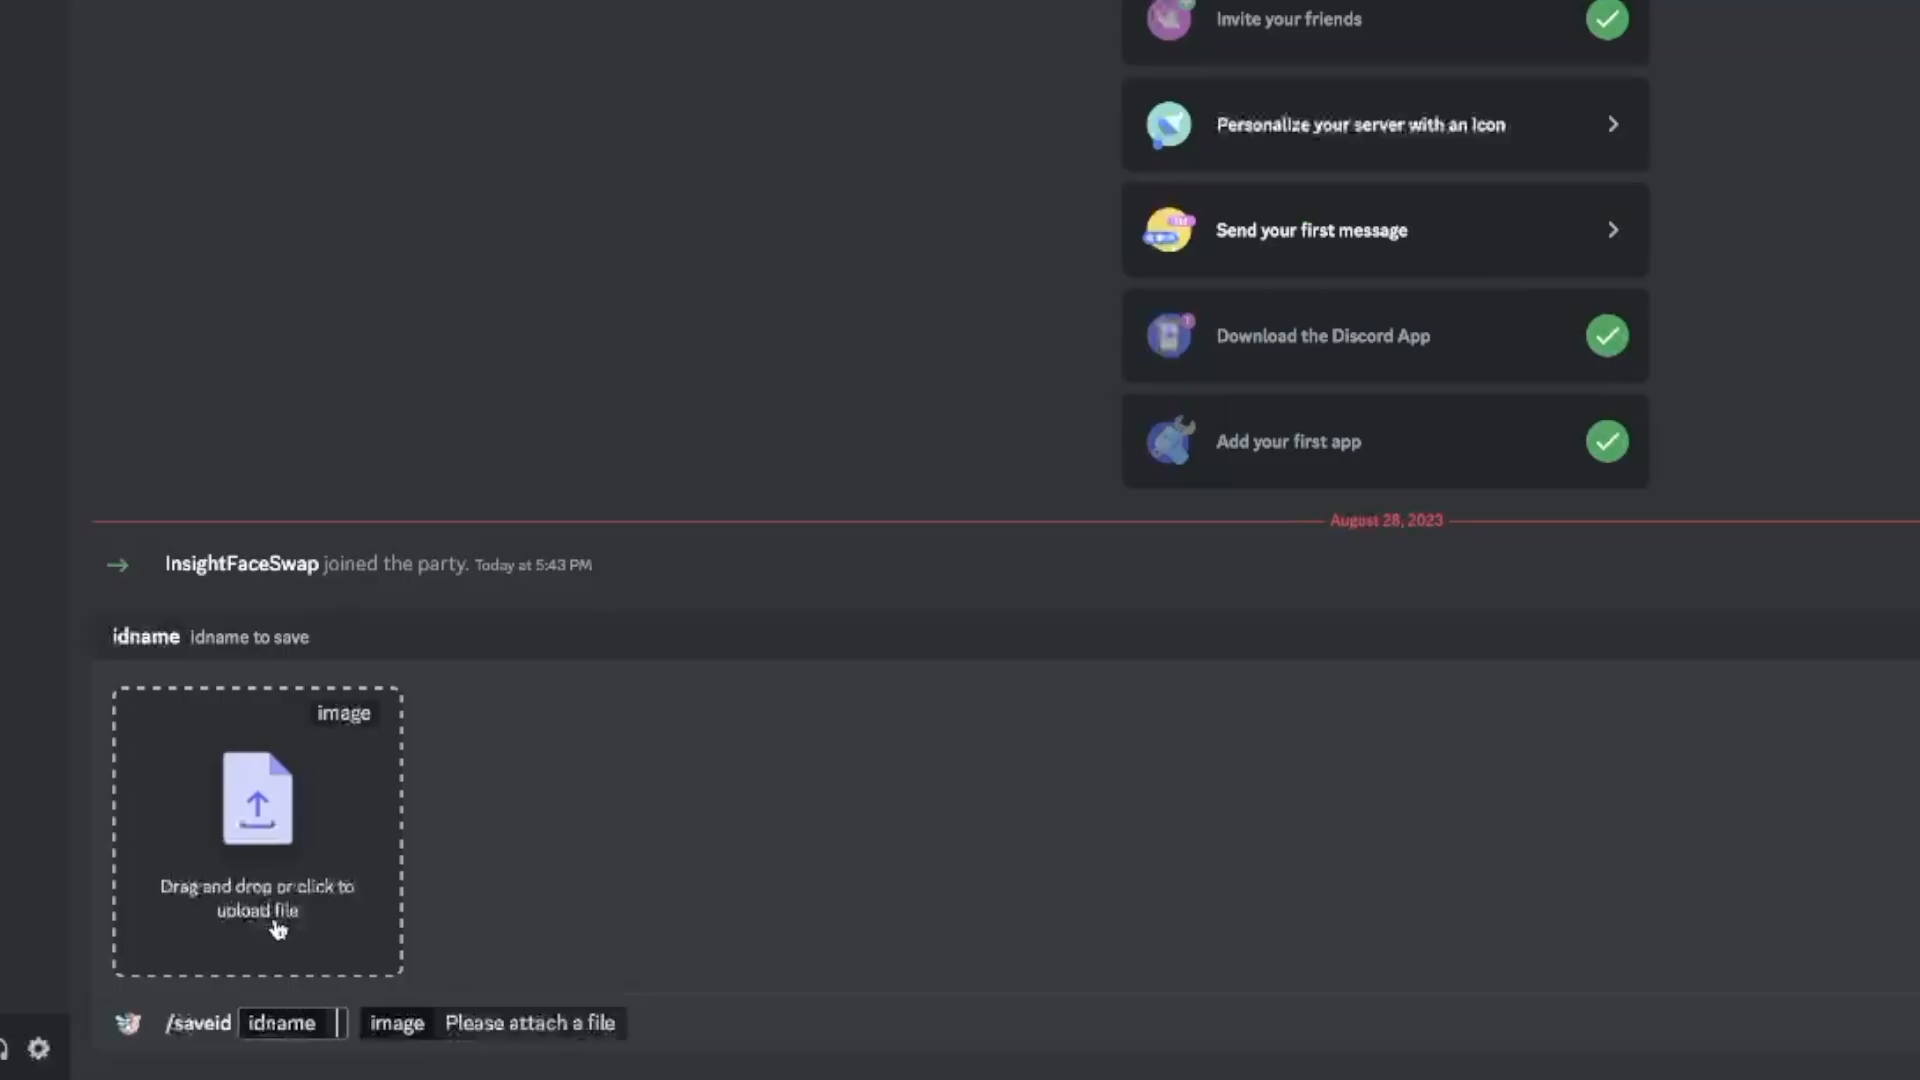 Invite your friends
Personalize your server with an icon
Send your first message
Download the Discord App
Add your first app
August 28, 2023
InsightFaceSwap joined the party. Today at 5:43 PM
idname idname to save
image
Drag and drop or click to
upload file
/saveid idname image Please attach a file